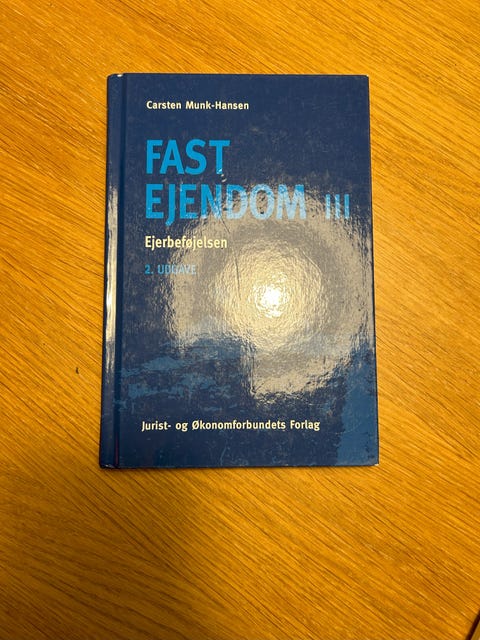 Carsten Munk-Hansen
FAST
EJENDOM III
Ejerbeføjelsen
2. UDGAVE
Jurist- og Økonomforbundets Forlag